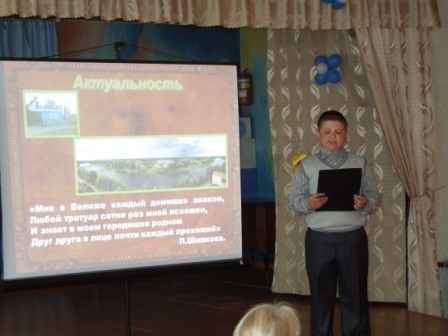 Актуальность
«Мне в Велиже каждый домишко знаком,
Любой тротуар сотни раз мной исхожен,
И знает в моем городишке родном
Друг друга в лицо почти каждый прохожий»
Л.Шмякова.